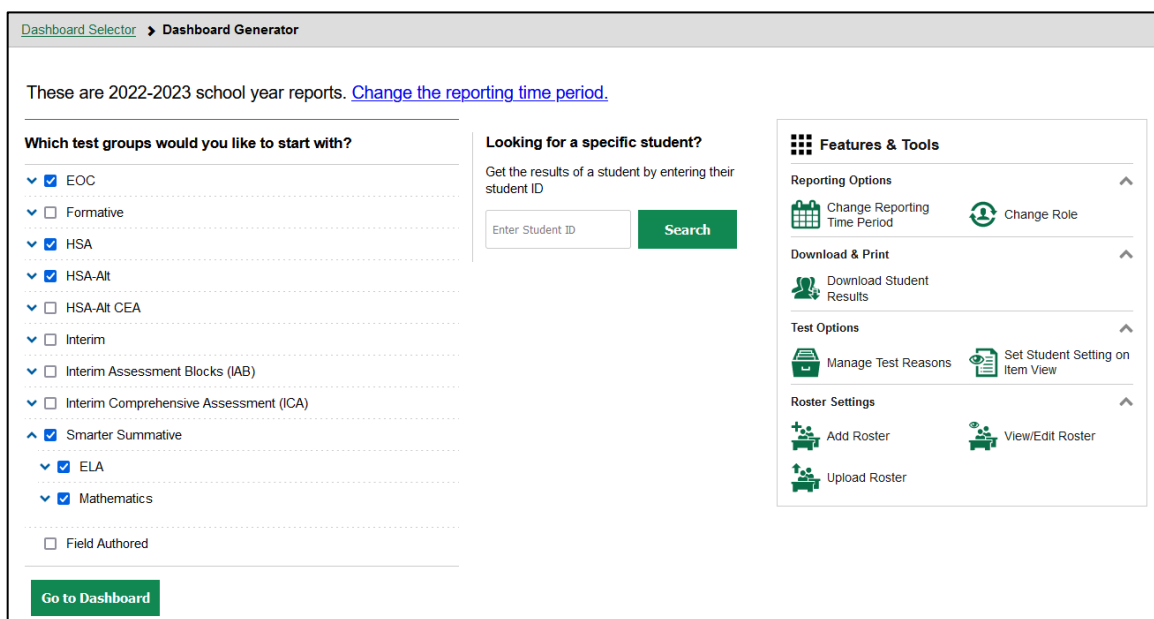 Dashboard Selector > Dashboard Generator
These are 2022-2023 school year reports. Change the reporting time period.
Which test groups would you like to start with?
EOC
Formative
HSA
HSA-Alt
HSA-Alt CEA
Interim
Interim Assessment Blocks (IAB)
Interim Comprehensive Assessment (ICA)
Smarter Summative
ELA
Mathematics
Field Authored
Go to Dashboard
Looking for a specific student?
Get the results of a student by entering their
student ID
Enter Student ID
Search
Features & Tools
Reporting Options
Change Reporting
Time Period
Change Role
Download & Print
Download Student
Results
Test Options
Manage Test Reasons
Set Student Setting on
Item View
Roster Settings
Add Roster
View/Edit Roster
Upload Roster